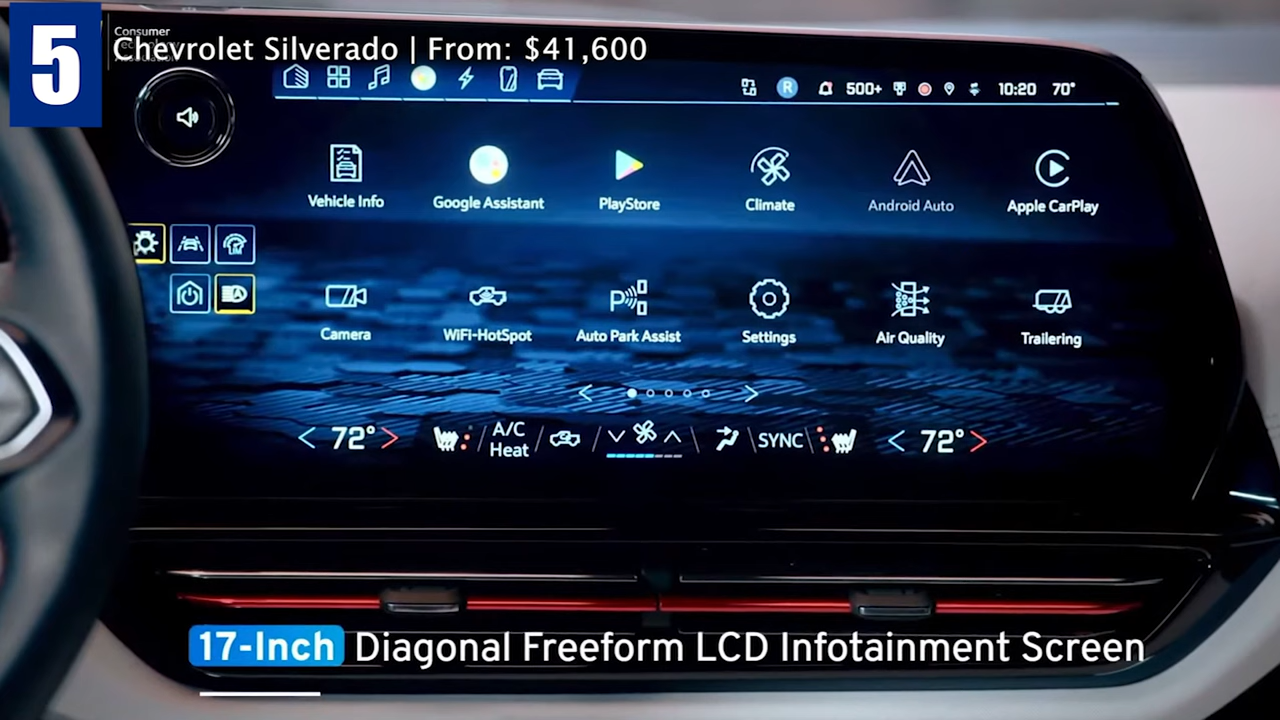 5
Consumer
Chevrolet Silverado | From: $41,600
R
500+
10:20
70°
Vehicle Info
Google Assistant
PlayStore
Climate
Android Auto
Apple CarPlay
Camera
WiFi-HotSpot
Auto Park Assist
Settings
Air Quality
Trailering
72°
A/C
Heat
SYNC
72°
17-Inch Diagonal Freeform LCD Infotainment Screen